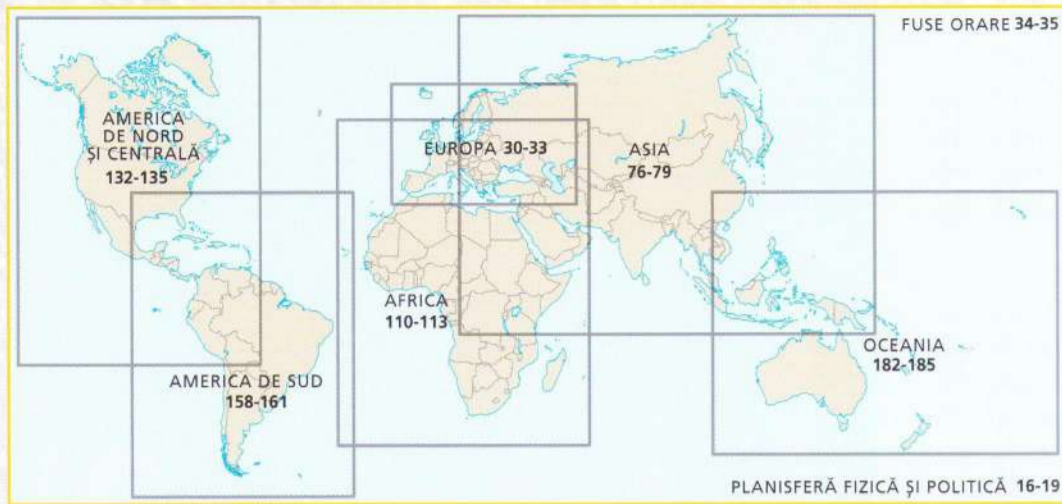 FUSE ORARE 34-35
AMERICA
DE NORD
ȘI CENTRALĂ
132-135
EUROPA 30-33
ASIA
76-79
AFRICA
110-113
OCEANIA
182-185
AMERICA DE SUD
158-161
PLANISFERĂ FIZICĂ ȘI POLITICĂ 16-19